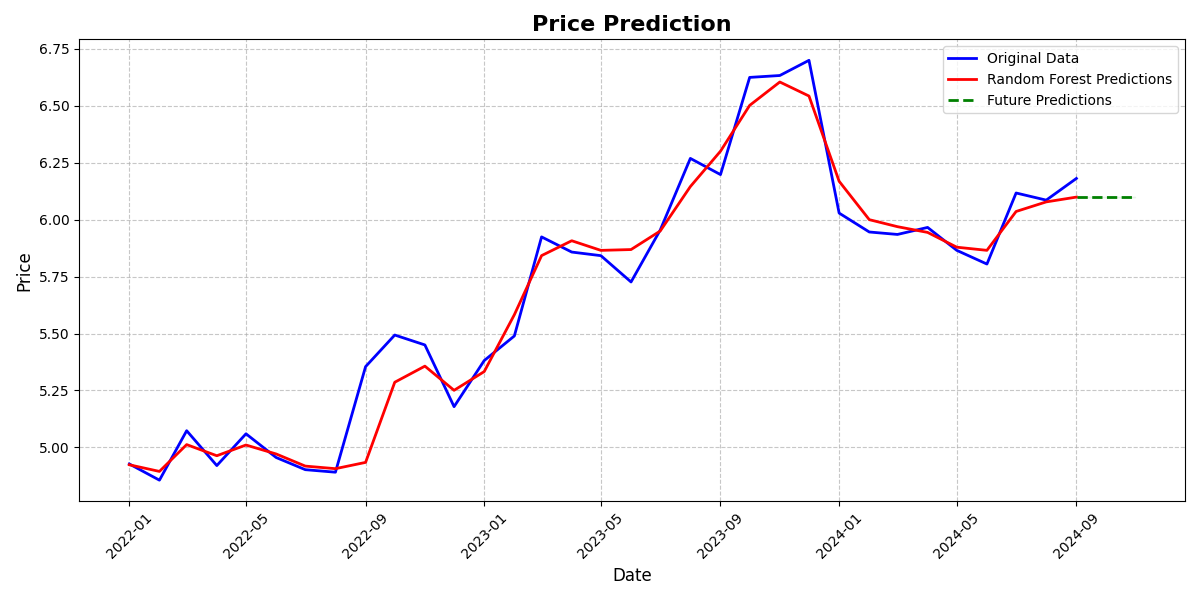 Price Prediction
Original Data
Random Forest Predictions
Future Predictions
Price
6.75
6.50
6.25
6.00
5.75
5.50
5.25
5.00
2022-01
2022-05
2022-09
2023-01
2023-05
2023-09
2024-01
2024-05
2024-09
Date